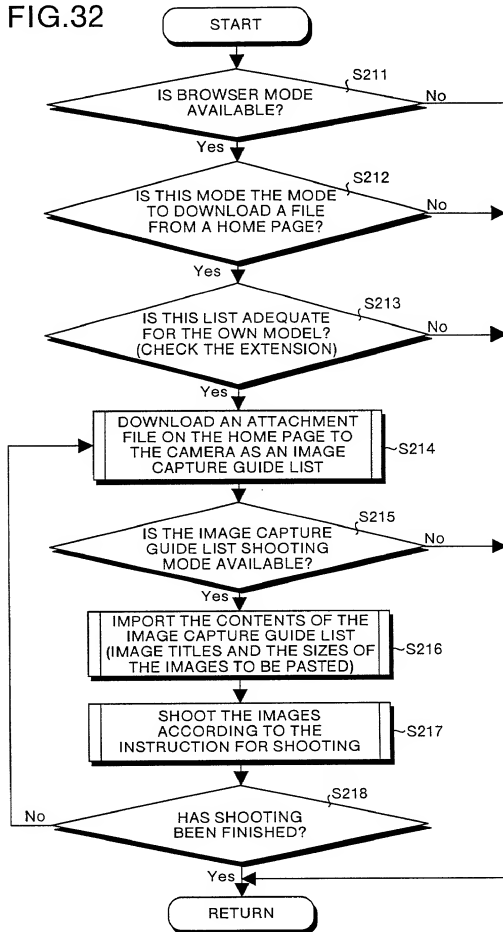 FIG.32
START
S211
IS BROWSER MODE
AVAILABLE?
No
Yes
S212
IS THIS MODE THE MODE
TO DOWNLOAD A FILE
FROM A HOME PAGE?
No
Yes
S213
IS THIS LIST ADEQUATE
FOR THE OWN MODEL?
(CHECK THE EXTENSION)
No
Yes
DOWNLOAD AN ATTACHMENT
FILE ON THE HOME PAGE TO
THE CAMERA AS AN IMAGE
CAPTURE GUIDE LIST
S214
S215
IS THE IMAGE CAPTURE
GUIDE LIST SHOOTING
MODE AVAILABLE?
No
Yes
IMPORT THE CONTENTS OF THE
IMAGE CAPTURE GUIDE LIST
(IMAGE TITLES AND THE SIZES OF
THE IMAGES TO BE PASTED)
S216
SHOOT THE IMAGES
ACCORDING TO THE
INSTRUCTION FOR SHOOTING
S217
S218
HAS SHOOTING
BEEN FINISHED?
No
Yes
RETURN